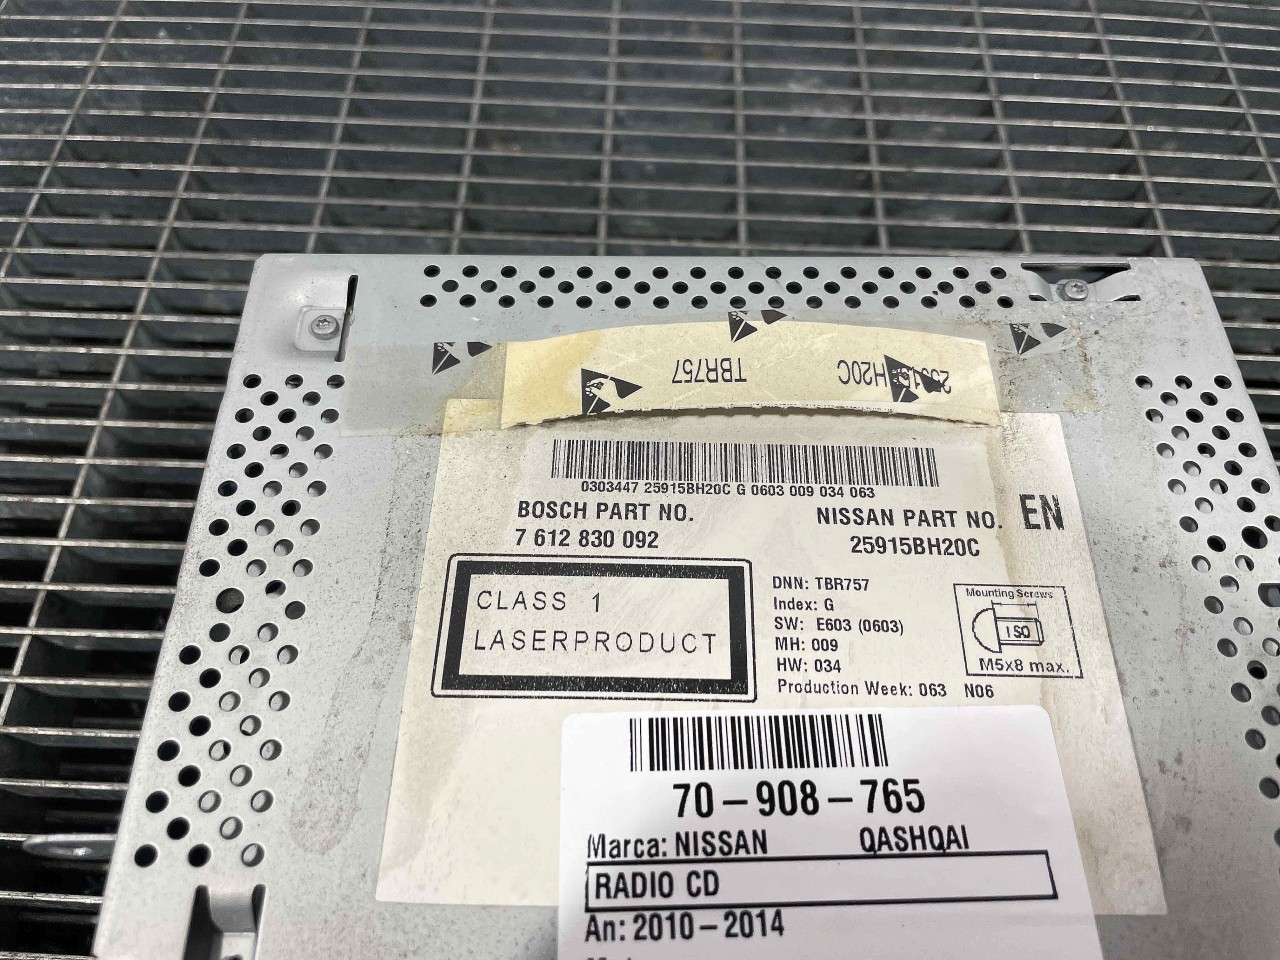 TBR757
25915BH20C
0303447 25915BH20C G 0603 009 034 063
BOSCH PART NO.
7 612 830 092
NISSAN PART NO.
25915BH20C
EN
CLASS 1
LASERPRODUCT
DNN: TBR757
Index: G
SW: E603 (0603)
MH: 009
HW: 034
Production Week: 063 N06
Mounting Screws
ISO
M5x8 max.
70-908-765
Marca: NISSAN QASHQAI
RADIO CD
An: 2010-2014